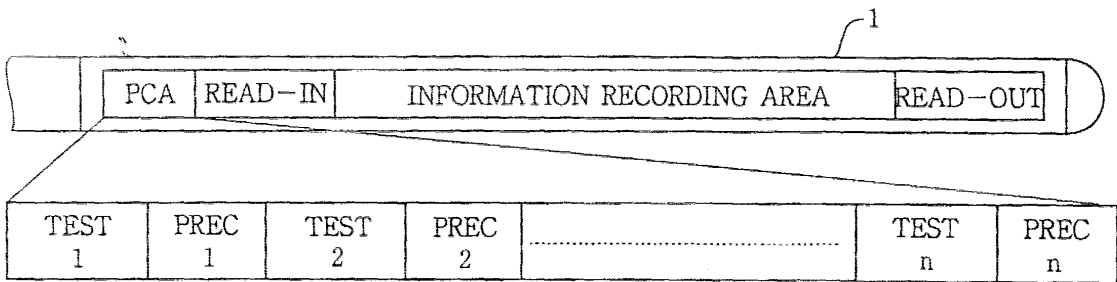 1
PCA READ-IN INFORMATION RECORDING AREA READ-OUT
TEST PREC TEST PREC TEST PREC
1 1 2 2 n n